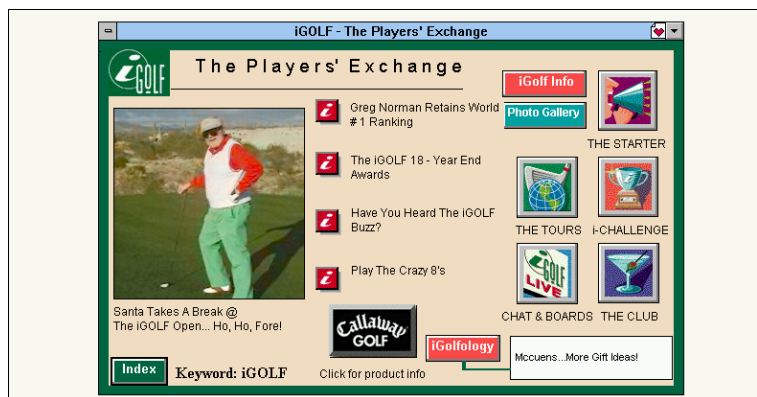 iGOLF - The Players' Exchange
iGOLF
The Players' Exchange
iGolf Info
Photo Gallery
THE STARTER
Greg Norman Retains World
# 1 Ranking
The iGOLF 18 - Year End
Awards
Have You Heard The iGOLF
Buzz?
Play The Crazy 8's
THE TOURS
i-CHALLENGE
iGOLF
LIVE
CHAT & BOARDS
THE CLUB
Santa Takes A Break @
The iGOLF Open... Ho, Ho, Fore!
Callaway
GOLF
Click for product info
iGolfology
Mccuens...More Gift Ideas!
Index
Keyword: iGOLF